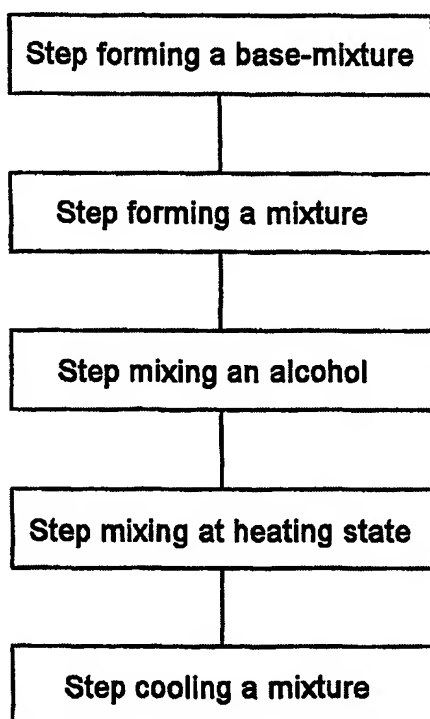 Step forming a base-mixture
Step forming a mixture
Step mixing an alcohol
Step mixing at heating state
Step cooling a mixture